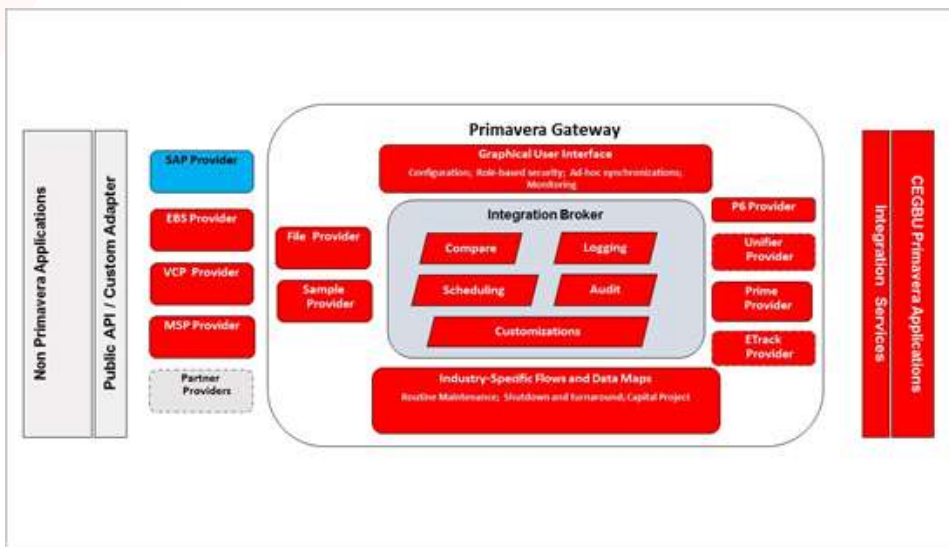 Non Primavera Applications
Public API / Custom Adapter
SAP Provider
EBS Provider
VCP Provider
MSP Provider
Partner
Providers
Primavera Gateway
Graphical User Interface
Configuration; Role-based security; Ad-hoc synchronizations;
Monitoring
File Provider
Sample
Provider
Integration Broker
Compare
Logging
Scheduling
Audit
Customizations
Industry-Specific Flows and Data Maps
Routine Maintenance; Shutdown and turnaround; Capital Project
P6 Provider
Unifier
Provider
Prime
Provider
ETrack
Provider
Integration Services
CEGBU Primavera Applications